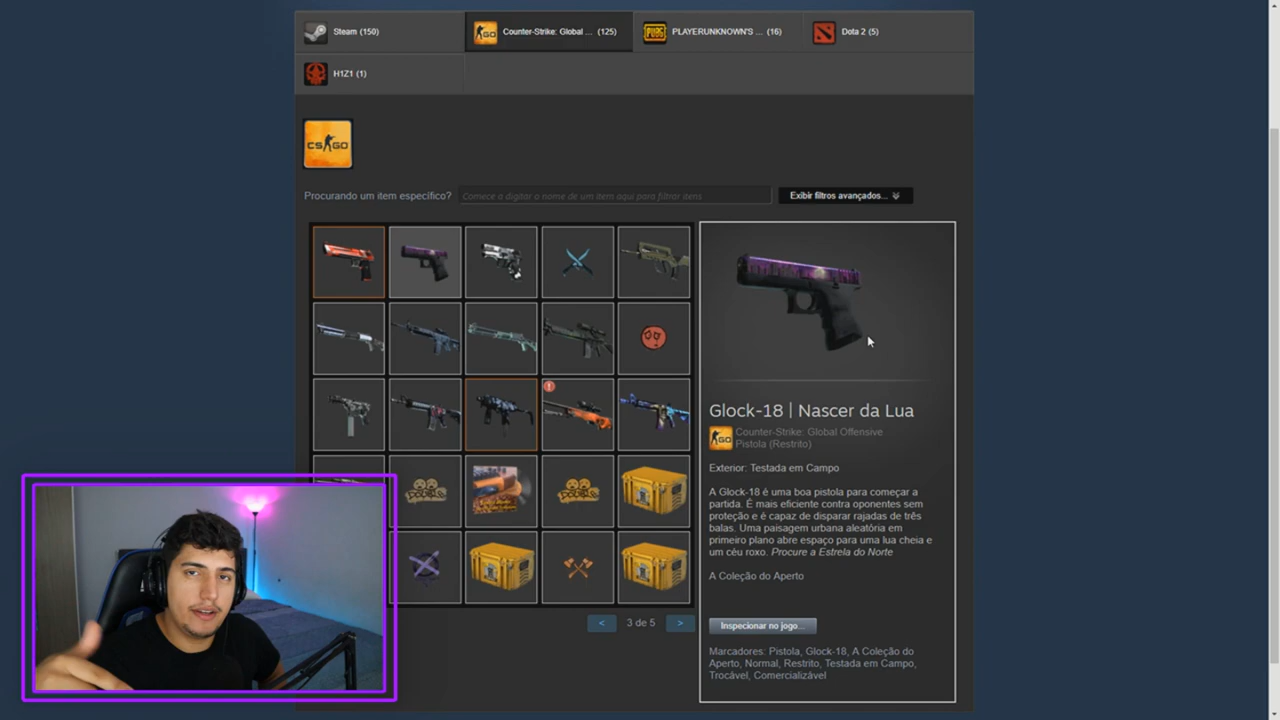 Steam (150)
Counter-Strike: Global ... (125)
PLAYERUNKNOWN'S ... (16)
Dota 2 (5)
H1Z1 (1)
CS GO
Procurando um item específico?
Comece a digitar o nome de um item aqui para filtrar itens
Exibir filtros avançados...
Glock-18 | Nascer da Lua
Counter-Strike: Global Offensive
Pistola (Restrito)
Exterior: Testada em Campo
A Glock-18 é uma boa pistola para começar a
partida. É mais eficiente contra oponentes sem
proteção e é capaz de disparar rajadas de três
balas. Uma paisagem urbana aleatória em
primeiro plano abre espaço para uma lua cheia e
um céu roxo. Procure a Estrela do Norte
A Coleção do Aperto
< 3 de 5 >
Inspecionar no jogo...
Marcadores: Pistola, Glock-18, A Coleção do
Aperto, Normal, Restrito, Testada em Campo,
Trocável, Comercializável